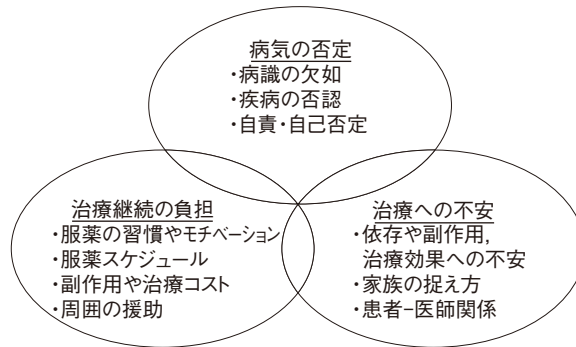 病気の否定
・病識の欠如
・疾病の否認
・自責・自己否定
治療継続の負担
・服薬の習慣やモチベーション
・服薬スケジュール
・副作用や治療コスト
・周囲の援助
治療への不安
・依存や副作用,
治療効果への不安
・家族の捉え方
・患者−医師関係